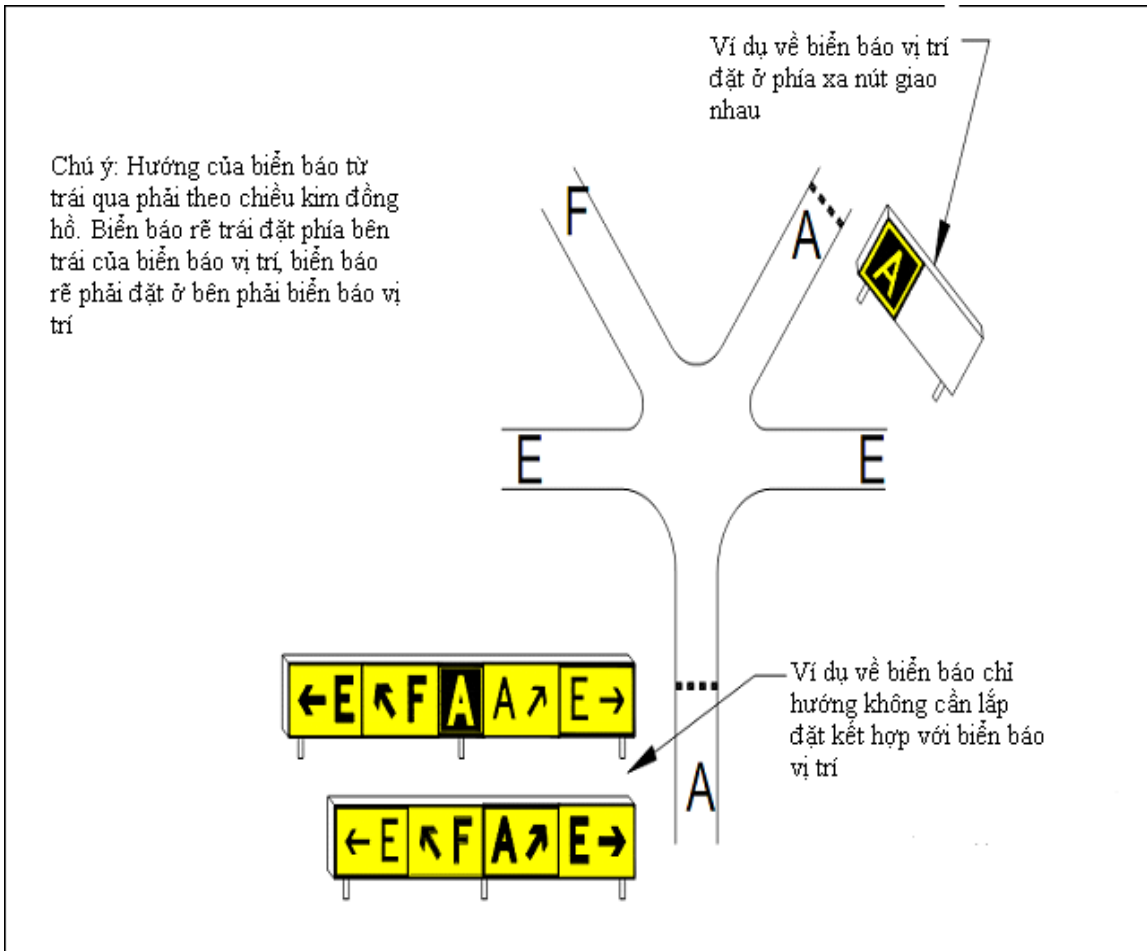 Ví dụ về biển báo vị trí
đặt ở phía xa nút giao
nhau
Chú ý: Hướng của biển báo từ
trái qua phải theo chiều kim đồng
hồ. Biển báo rẽ trái đặt phía bên
trái của biển báo vị trí, biển báo
rẽ phải đặt ở bên phải biển báo vị
trí
F
A
A
E
E
←E ↖F A A↗ E→
Ví dụ về biển báo chỉ
hướng không cần lắp
đặt kết hợp với biển báo
vị trí
A
←E ↖F A↗ E→